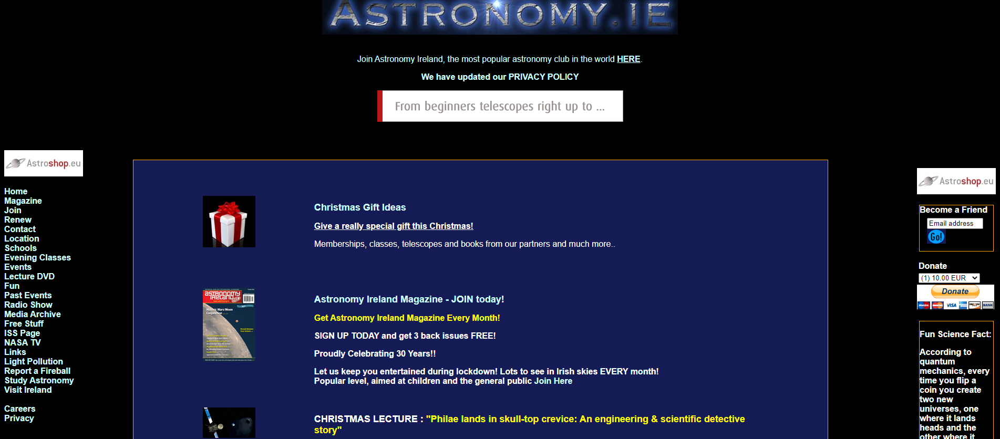 ASTRONOMY.IE
Join Astronomy Ireland, the most popular astronomy club in the world HERE.
We have updated our PRIVACY POLICY
From beginners telescopes right up to ...
Astroshop.eu
Home
Magazine
Join
Renew
Contact
Location
Schools
Evening Classes
Events
Lecture DVD
Fun
Past Events
Radio Show
Media Archive
Free Stuff
ISS Page
NASA TV
Links
Light Pollution
Report a Fireball
Study Astronomy
Visit Ireland
Careers
Privacy
Christmas Gift Ideas
Give a really special gift this Christmas!
Memberships, classes, telescopes and books from our partners and much more..
ASTRONOMY
IRELAND
Historic Mars/Moon
Conjunction
Astronomy Ireland Magazine - JOIN today!
Get Astronomy Ireland Magazine Every Month!
SIGN UP TODAY and get 3 back issues FREE!
Proudly Celebrating 30 Years!!
Let us keep you entertained during lockdown! Lots to see in Irish skies EVERY month!
Popular level, aimed at children and the general public Join Here
CHRISTMAS LECTURE : "Philae lands in skull-top crevice: An engineering & scientific detective
story"
Astroshop.eu
Become a Friend
Email address
Go!
Donate
(1) 10.00 EUR
Donate
Maestro VISA DISCOVER BANK
Fun Science Fact:
According to
quantum
mechanics, every
time you flip a
coin you create
two new
universes, one
where it lands
heads and the
other where it